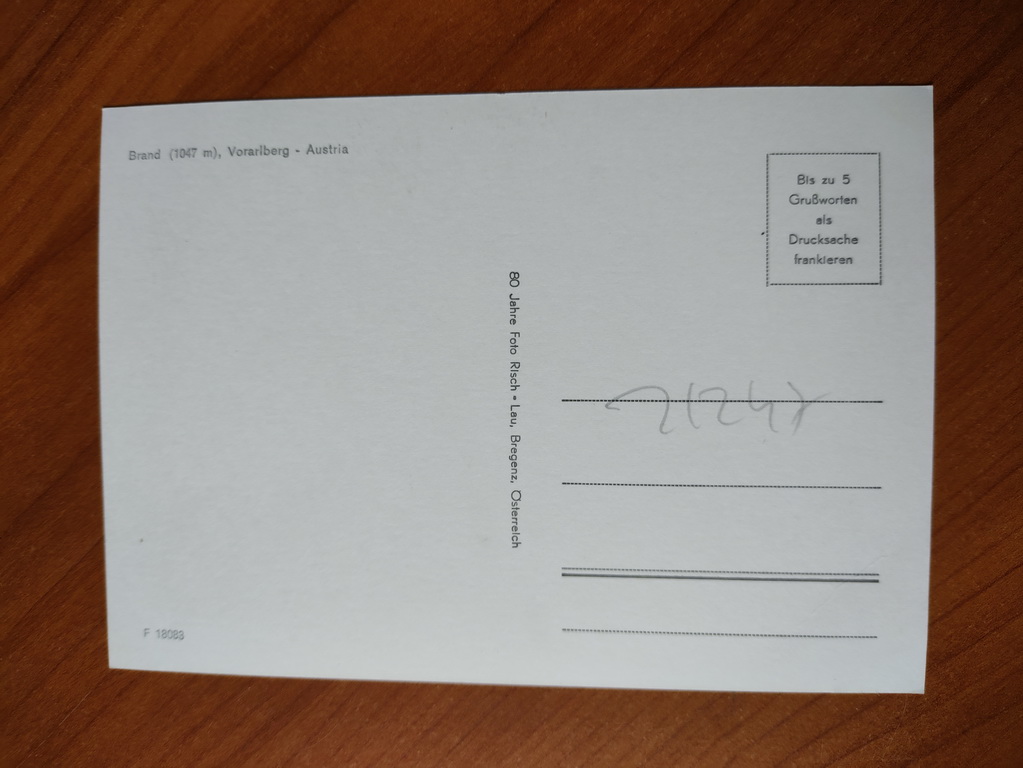 Brand (1047 m), Vorarlberg - Austria
Bis zu 5
Grußworten
als
Drucksache
frankieren
80 Jahre Foto Risch - Lau, Bregenz, Österreich
21247
F 18083